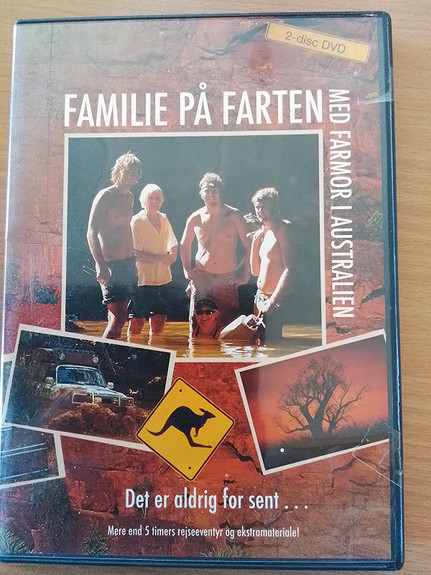 2-disc DVD
FAMILIE PÅ FARTEN
MED FARMOR I AUSTRALIEN
Det er aldrig for sent . . .
Mere end 5 timers rejseeventyr og ekstramateriale!